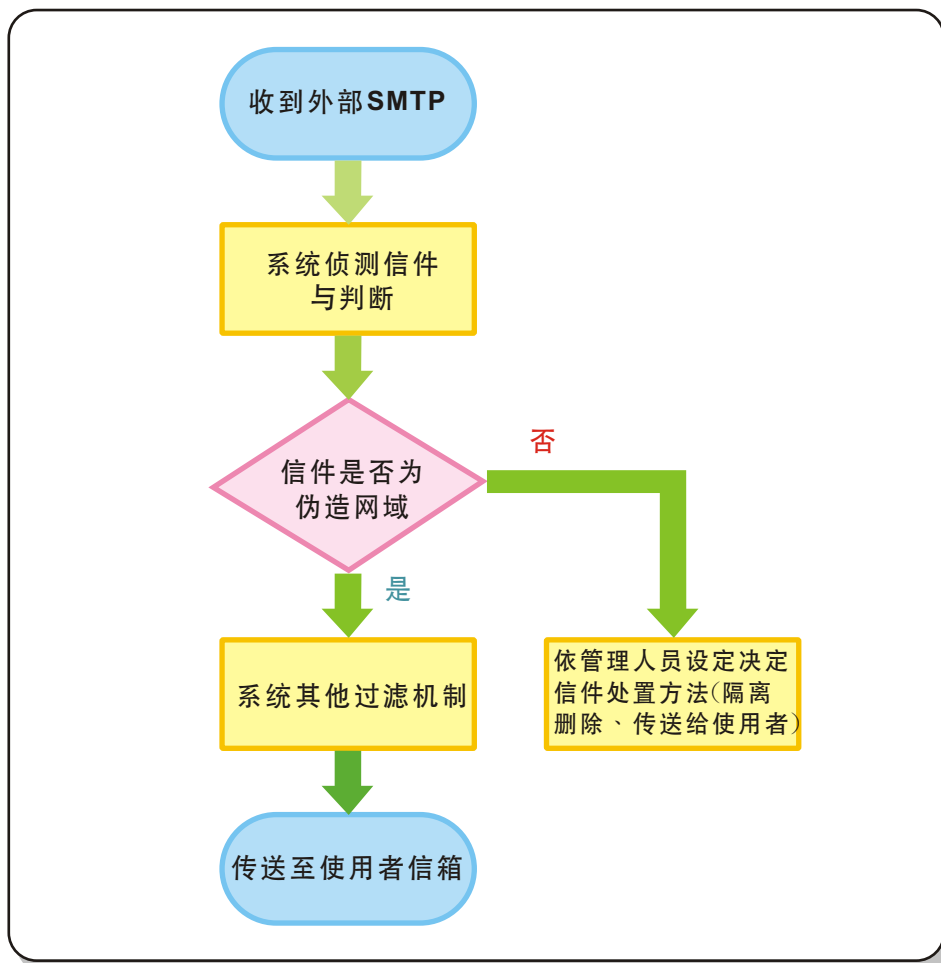 收到外部SMTP
系统侦测信件
与判断
信件是否为
伪造网域
否
是
系统其他过滤机制
依管理人员设定决定
信件处置方法(隔离
删除、传送给使用者)
传送至使用者信箱